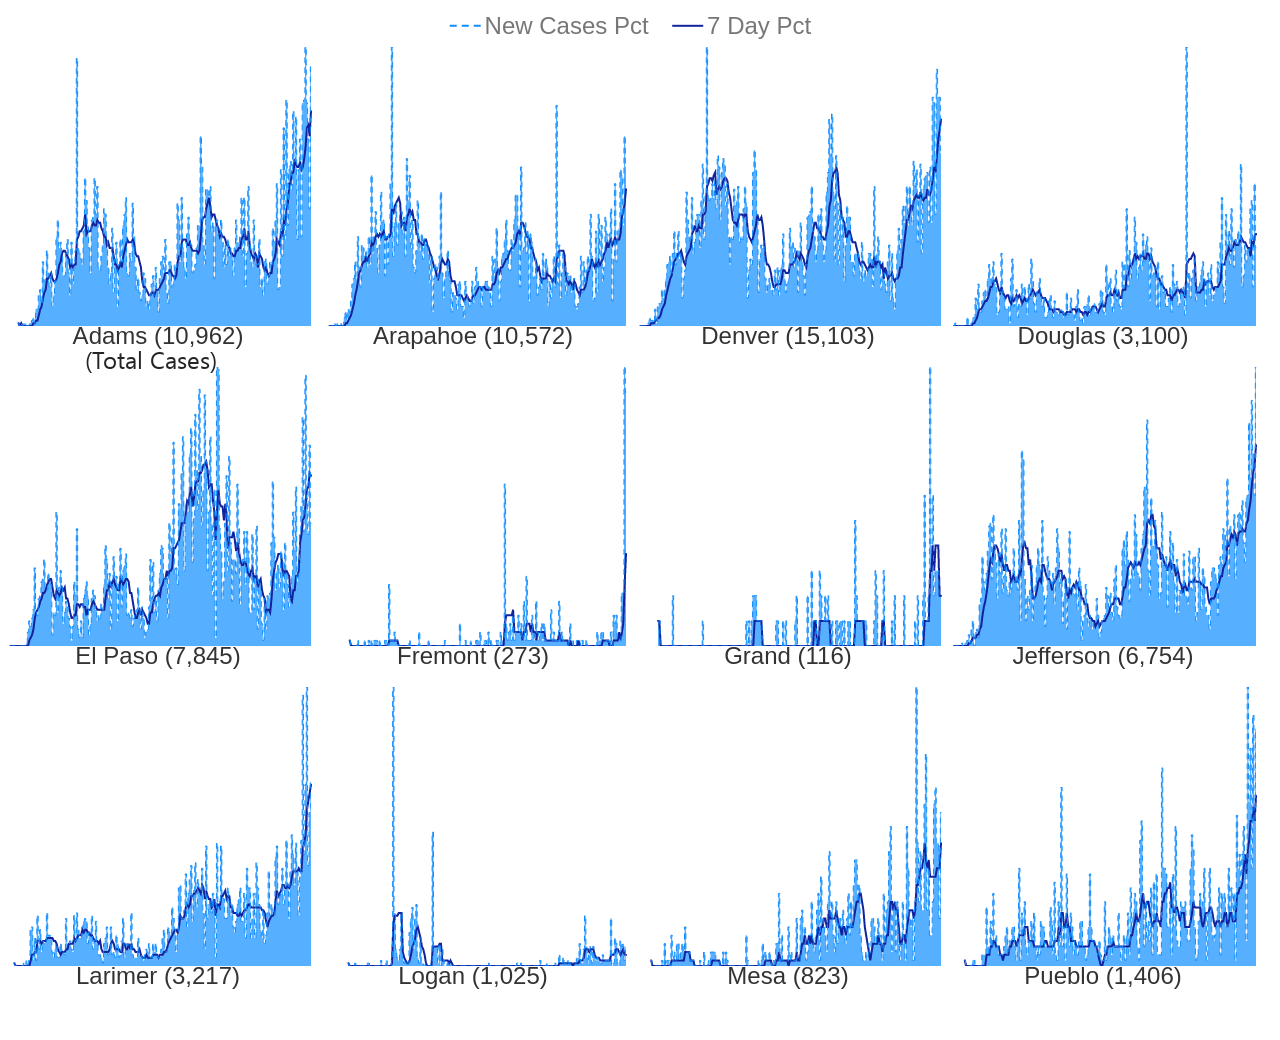 New Cases Pct 7 Day Pct
Adams (10,962) Arapahoe (10,572) Denver (15,103) Douglas (3,100)
(Total Cases)
El Paso (7,845) Fremont (273) Grand (116) Jefferson (6,754)
Larimer (3,217) Logan (1,025) Mesa (823) Pueblo (1,406)